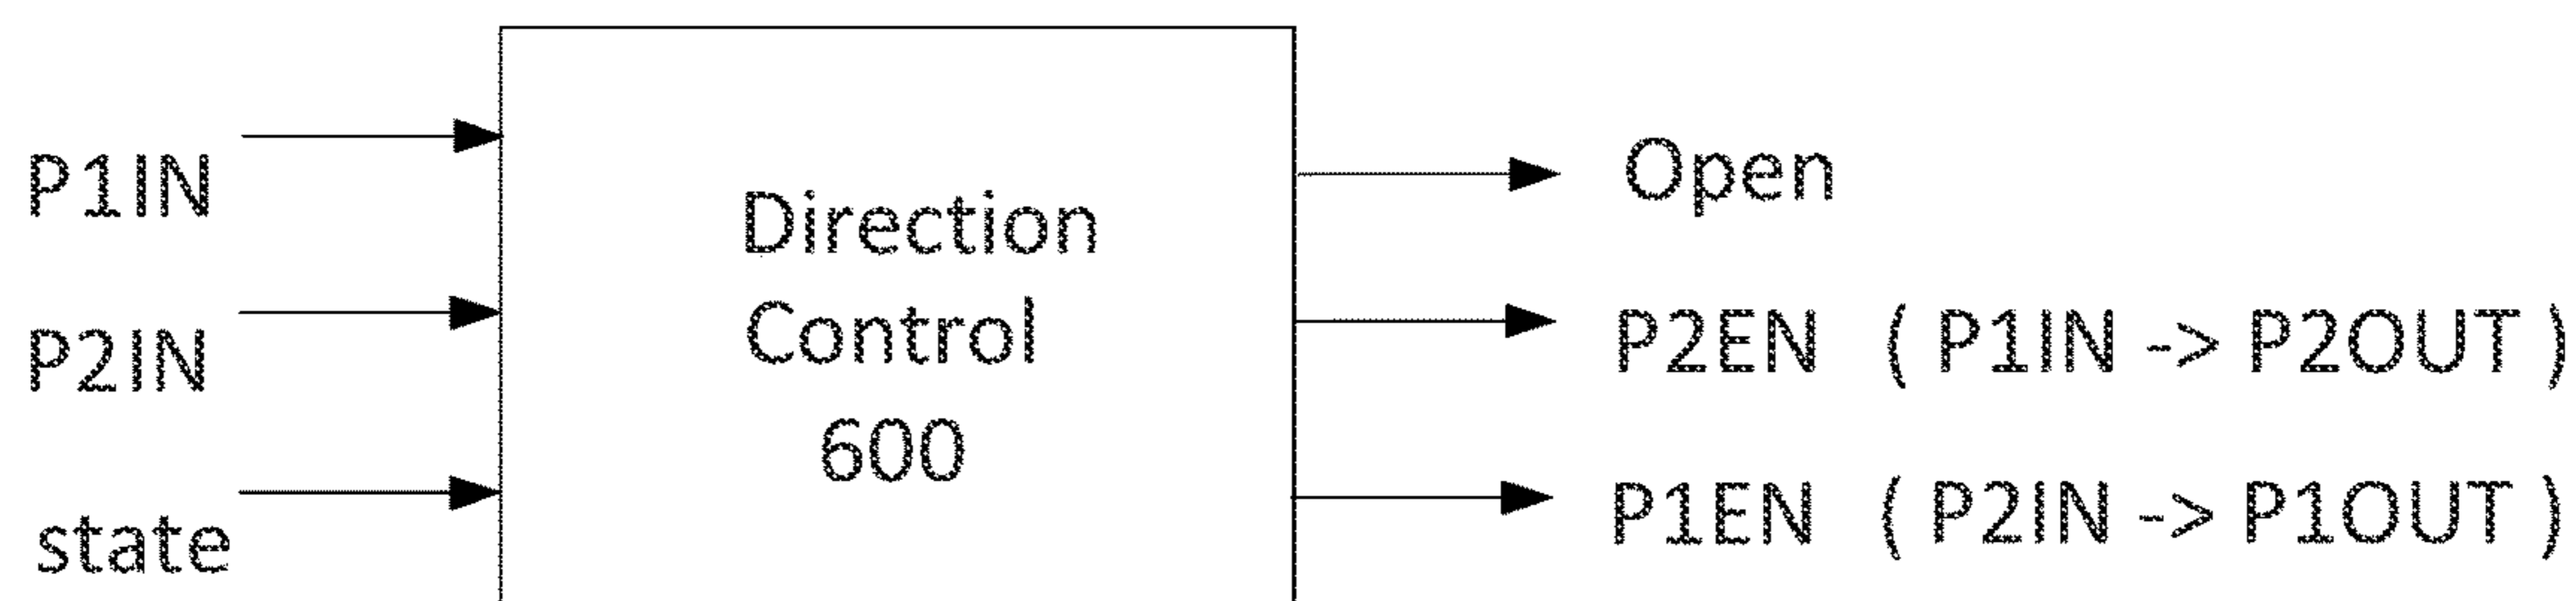 P1IN
P2IN
state
Direction
Control
600
Open
P2EN ( P1IN -> P2OUT )
P1EN ( P2IN -> P1OUT )